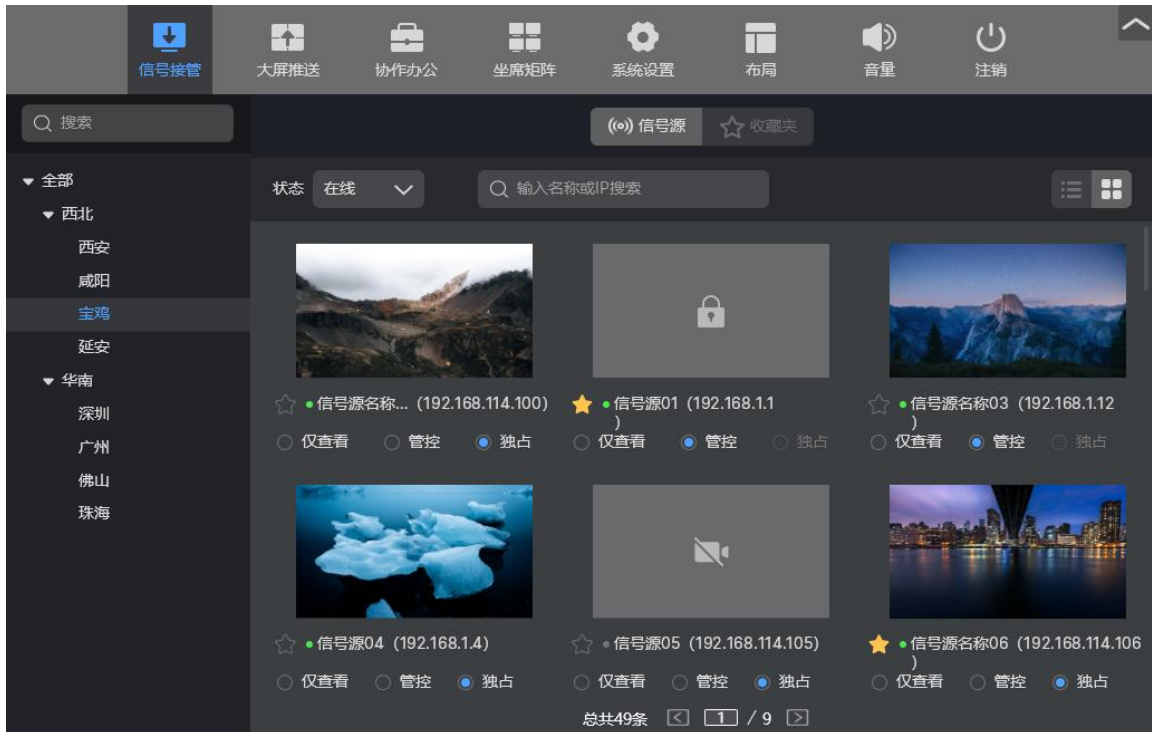 信号接管 大屏推送 协作办公 坐席矩阵 系统设置 布局 音量 注销
搜索
信号源 收藏夹
全部
西北
西安
咸阳
宝鸡
延安
华南
深圳
广州
佛山
珠海
状态 在线 输入名称或IP搜索
信号源名称... (192.168.114.100)
仅查看 管控 独占
信号源01 (192.168.1.1
)
仅查看 管控 独占
信号源名称03 (192.168.1.12
)
仅查看 管控 独占
信号源04 (192.168.1.4)
仅查看 管控 独占
信号源05 (192.168.114.105)
仅查看 管控 独占
信号源名称06 (192.168.114.106
)
仅查看 管控 独占
总共49条 < 1 / 9 >